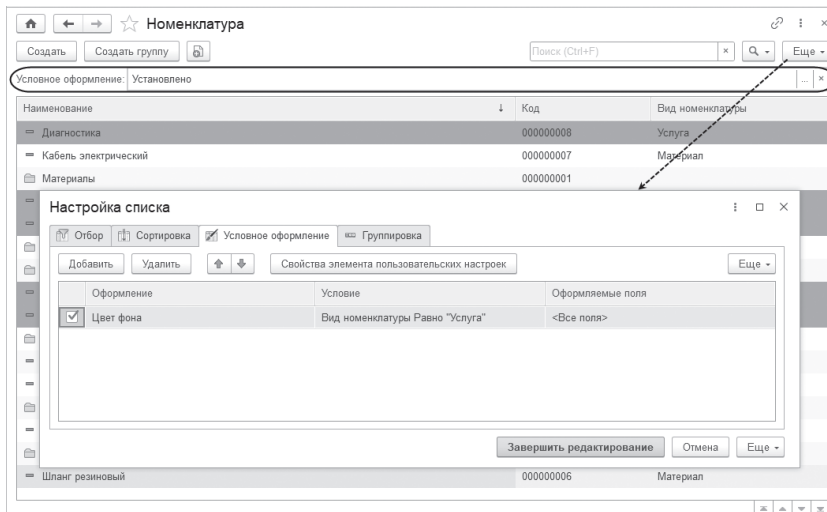 Номенклатура
Создать Создать группу Поиск (Ctrl+F) × Еще
Условное оформление: Установлено ... ×
Наименование ↓ Код Вид номенклатуры
Диагностика 000000008 Услуга
Кабель электрический 000000007 Материал
Материалы 000000001
Настройка списка
Отбор Сортировка Условное оформление Группировка
Добавить Удалить Свойства элемента пользовательских настроек Еще
Оформление Условие Оформляемые поля
Цвет фона Вид номенклатуры Равно "Услуга" <Все поля>
Завершить редактирование Отмена Еще
Шланг резиновый 000000006 Материал